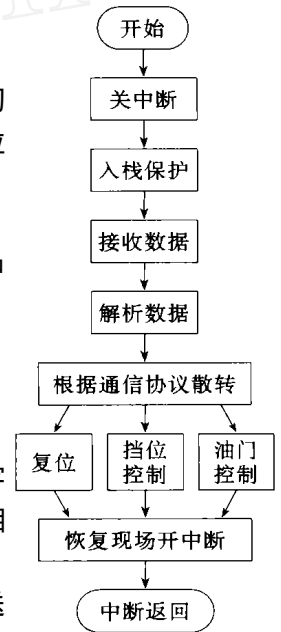 开始
关中断
入栈保护
接收数据
解析数据
根据通信协议散转
复位
挡位
控制
油门
控制
恢复现场开中断
中断返回